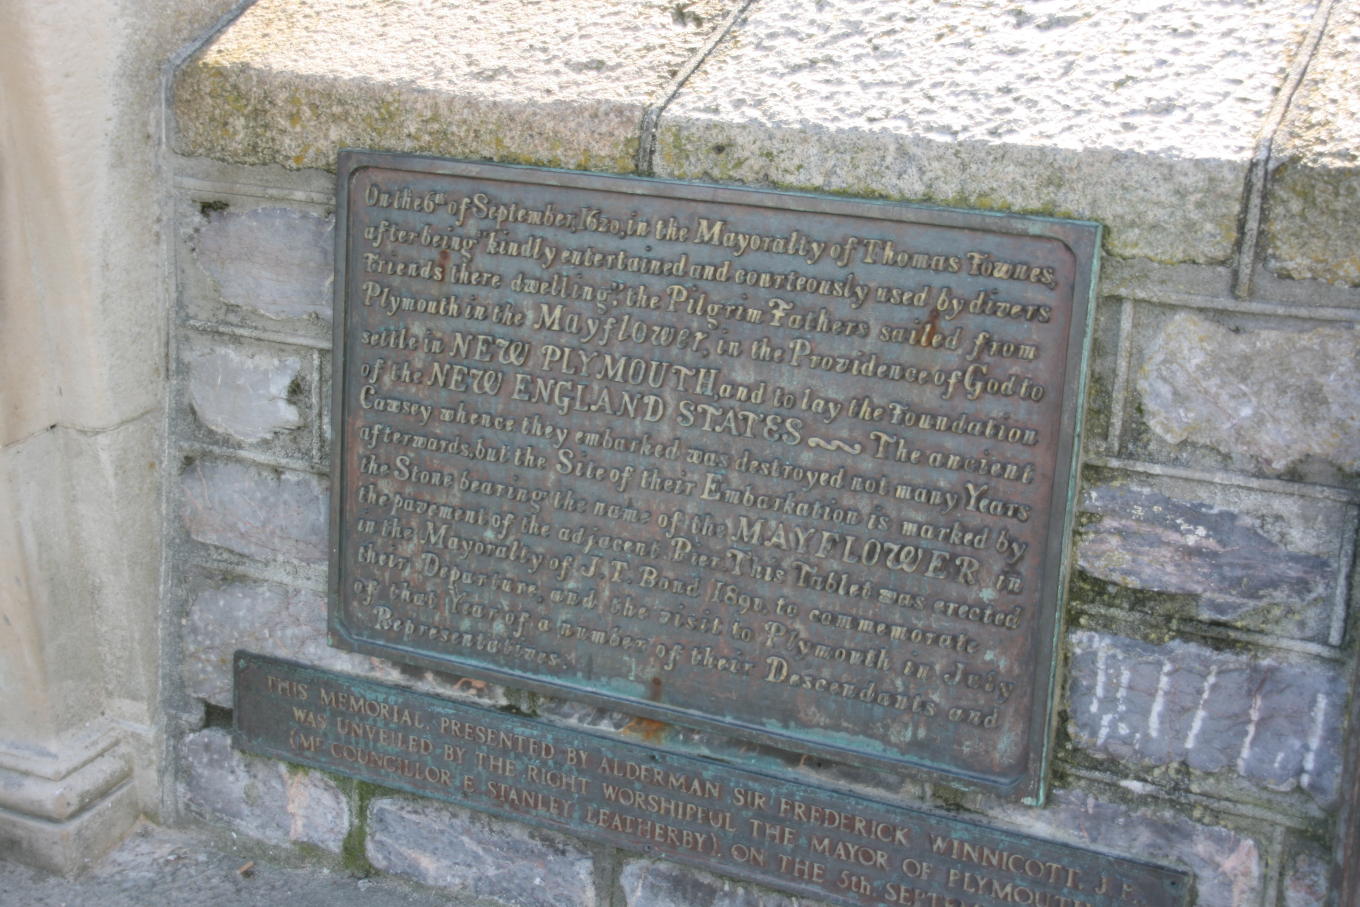 On the 6th of September, 1620, in the Mayoralty of Thomas Townes,
after being "kindly entertained and courteously used by divers
Friends there dwelling", the Pilgrim Fathers sailed from
Plymouth in the Mayflower, in the Providence of God to
settle in NEW PLYMOUTH, and to lay the Foundation
of the NEW ENGLAND STATES ~~ The ancient
Cawsey whence they embarked was destroyed not many Years
afterwards, but the Site of their Embarkation is marked by
the Stone bearing the name of the MAYFLOWER in
the pavement of the adjacent Pier. This Tablet was erected
in the Mayoralty of J.T. Bond 1891, to commemorate
their Departure, and the visit to Plymouth in July
of that Year of a number of their Descendants and
Representatives.
THIS MEMORIAL, PRESENTED BY ALDERMAN SIR FREDERICK WINNICOTT, J.P.,
WAS UNVEILED BY THE RIGHT WORSHIPFUL THE MAYOR OF PLYMOUTH
(Mr COUNCILLOR E. STANLEY LEATHERBY), ON THE 5th